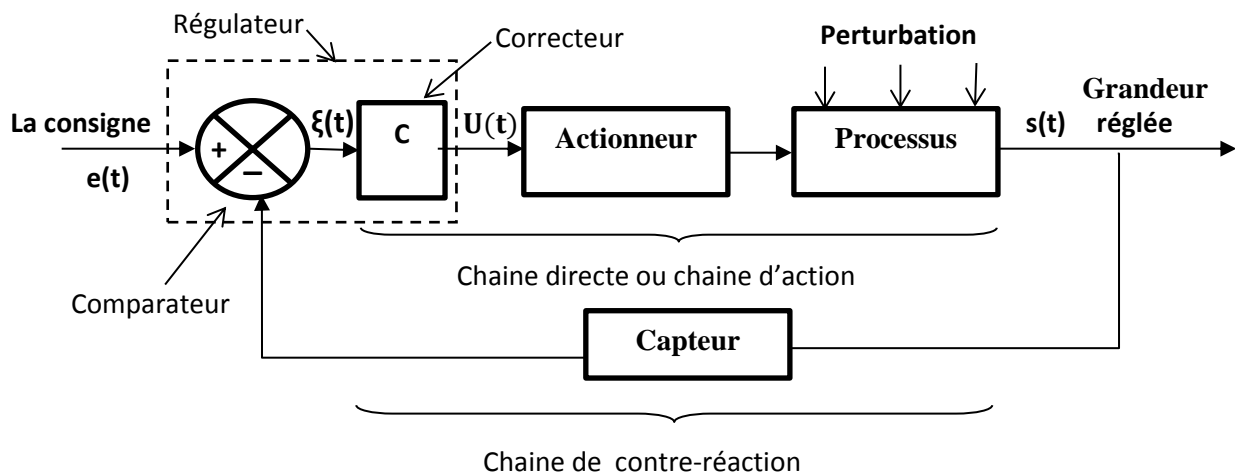 Régulateur
Correcteur
Perturbation
La consigne
e(t)
+
−
ξ(t)
C
U(t)
Actionneur
Processus
s(t)
Grandeur
réglée
Comparateur
Chaine directe ou chaine d’action
Capteur
Chaine de contre-réaction